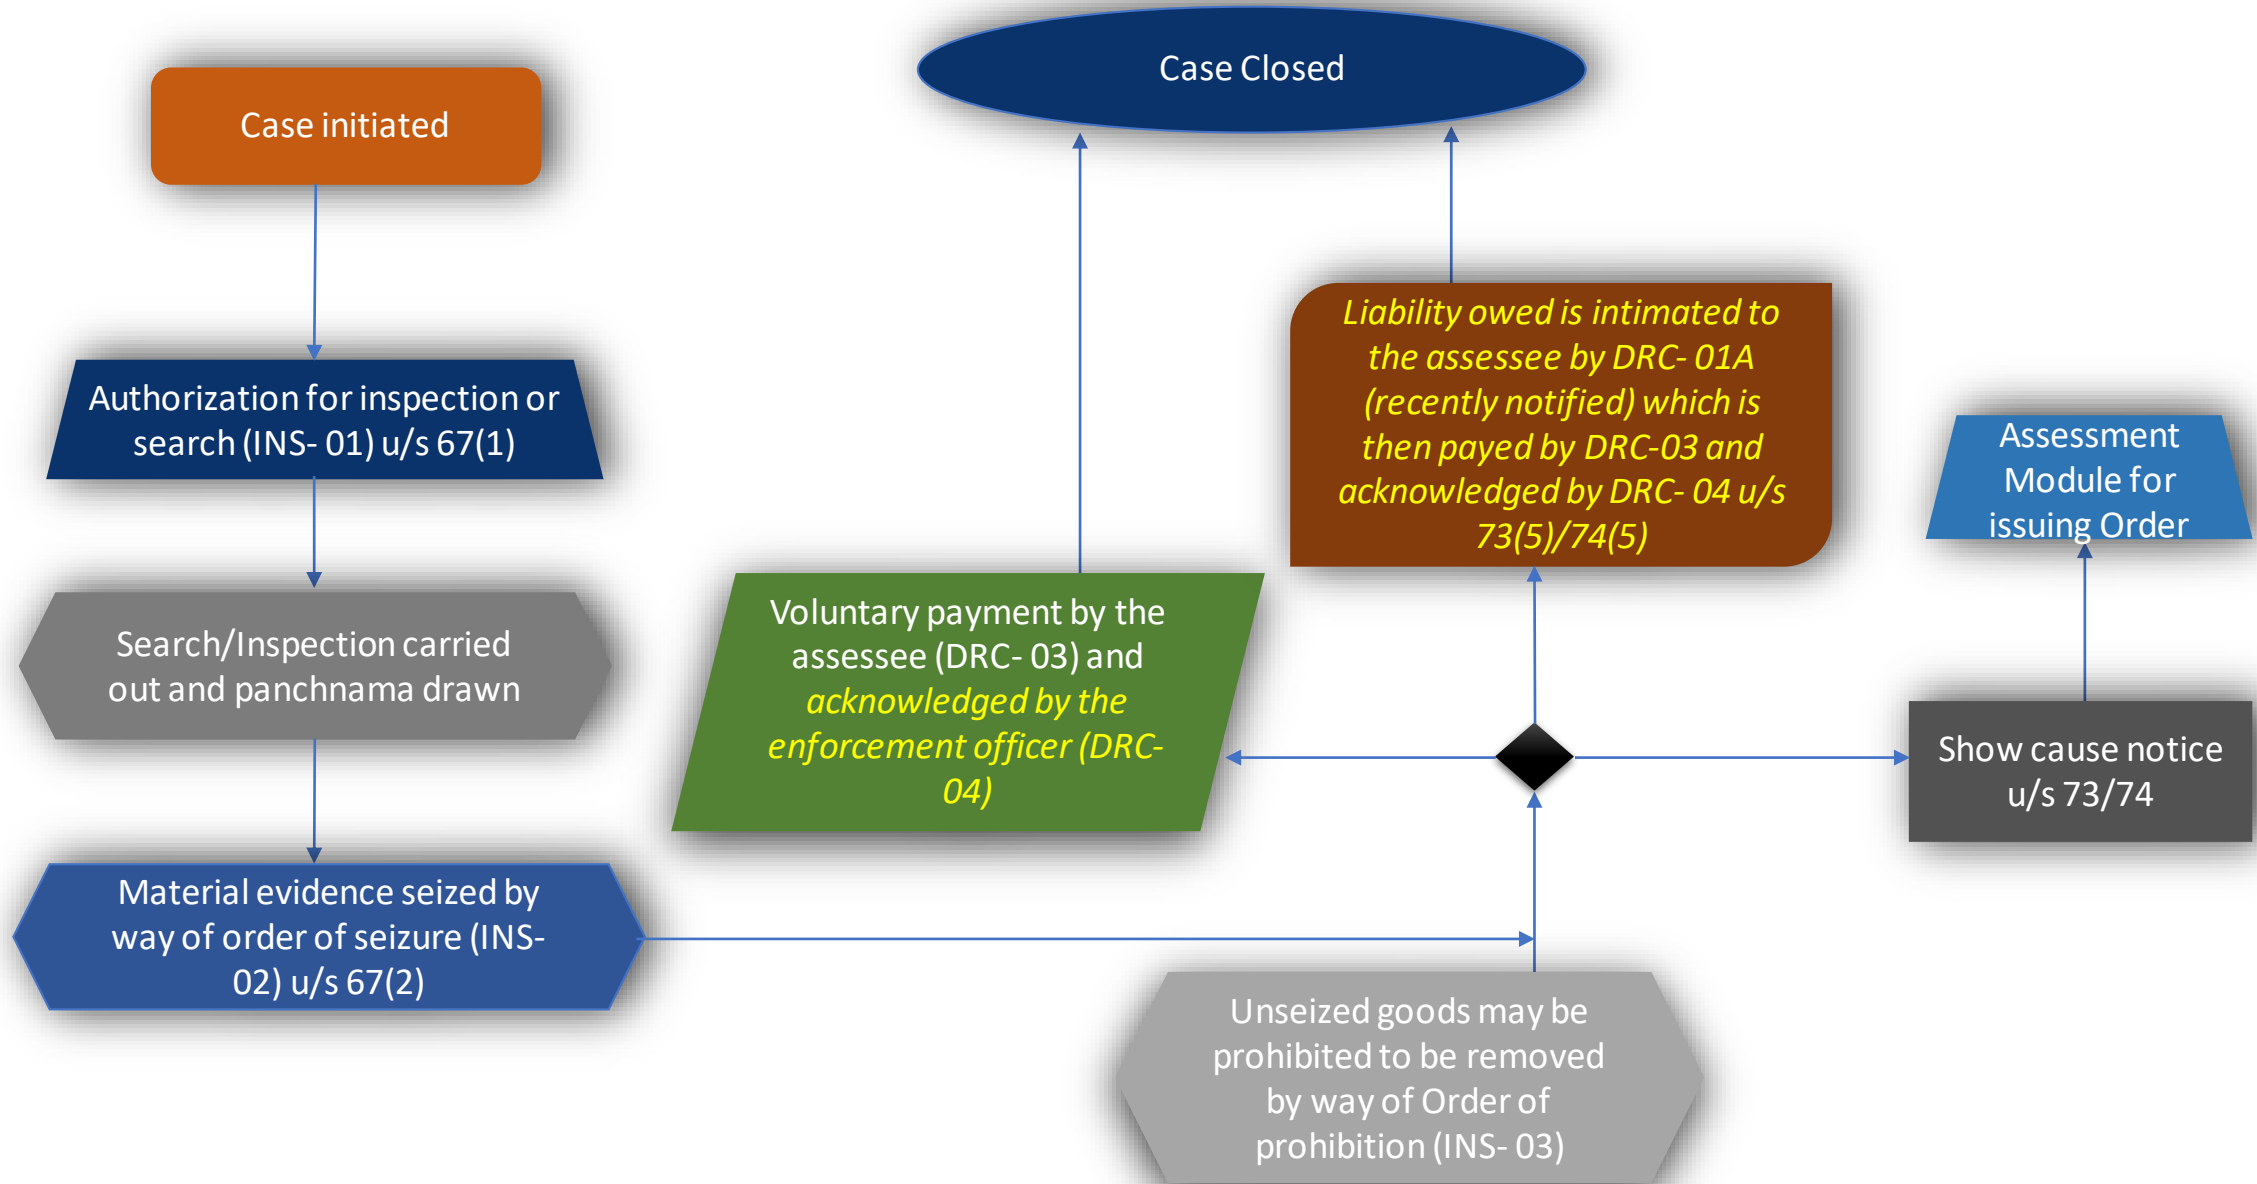 Case initiated
Case Closed
Authorization for inspection or
search (INS- 01) u/s 67(1)
Search/Inspection carried
out and panchnama drawn
Material evidence seized by
way of order of seizure (INS-
02) u/s 67(2)
Unseized goods may be
prohibited to be removed
by way of Order of
prohibition (INS- 03)
Voluntary payment by the
assessee (DRC- 03) and
acknowledged by the
enforcement officer (DRC-
04)
Liability owed is intimated to
the assessee by DRC- 01A
(recently notified) which is
then payed by DRC-03 and
acknowledged by DRC- 04 u/s
73(5)/74(5)
Show cause notice
u/s 73/74
Assessment
Module for
issuing Order